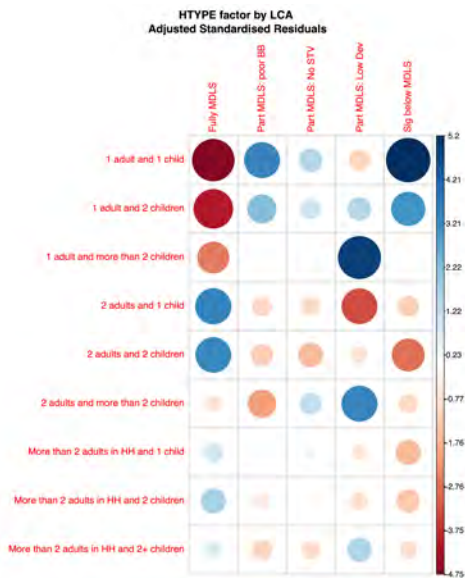 HTYPE factor by LCA
Adjusted Standardised Residuals
Fully MDLS
Part MDLS: poor BB
Part MDLS: No STV
Part MDLS: Low Dev
Sig below MDLS
1 adult and 1 child
1 adult and 2 children
1 adult and more than 2 children
2 adults and 1 child
2 adults and 2 children
2 adults and more than 2 children
More than 2 adults in HH and 1 child
More than 2 adults in HH and 2 children
More than 2 adults in HH and 2+ children
5.2
4.21
3.21
2.22
1.22
0.23
-0.77
-1.76
-2.76
-3.75
-4.75